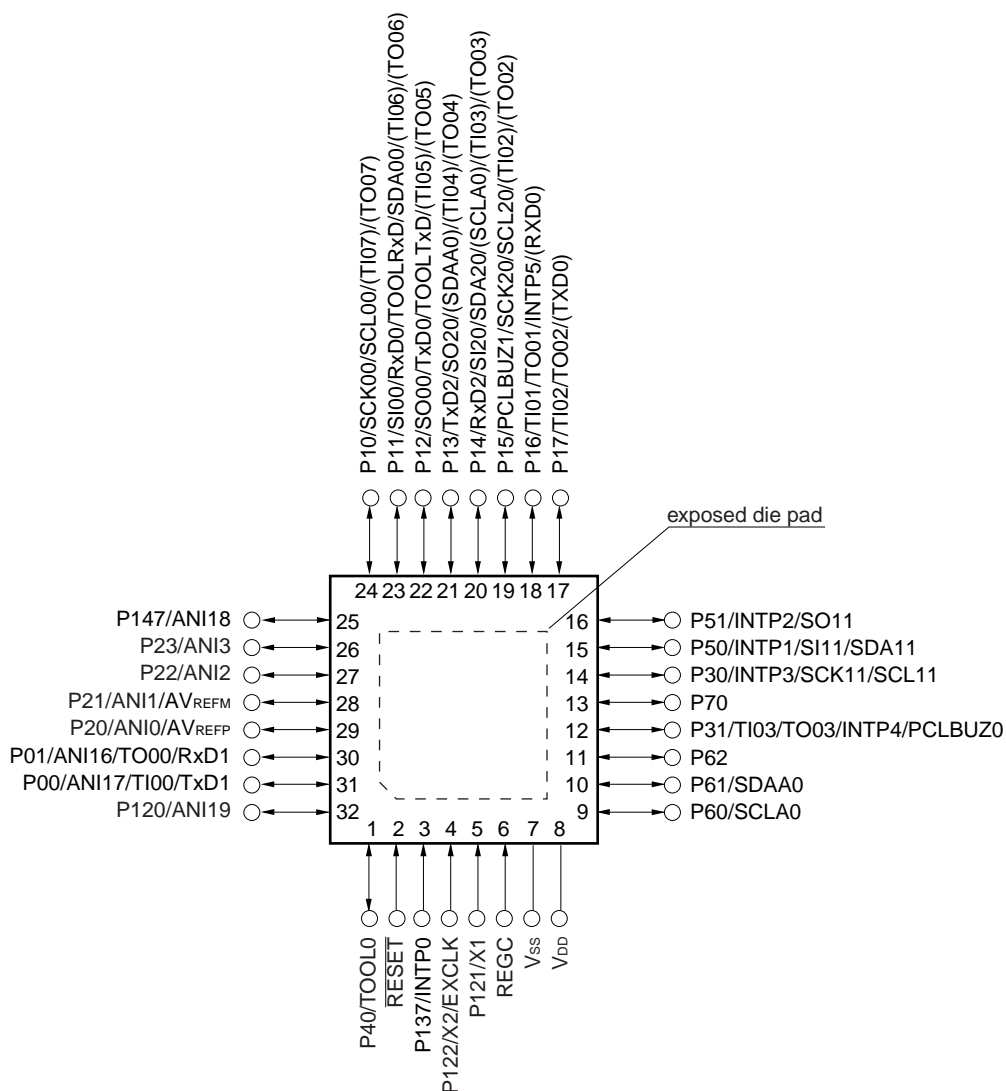 P10/SCK00/SCL00/(TI07)/(TO07)
P11/SI00/RxD0/TOOLRxD/SDA00/(TI06)/(TO06)
P12/SO00/TxD0/TOOLTxD/(TI05)/(TO05)
P13/TxD2/SO20/(SDAA0)/(TI04)/(TO04)
P14/RxD2/SI20/SDA20/(SCLA0)/(TI03)/(TO03)
P15/PCLBUZ1/SCK20/SCL20/(TI02)/(TO02)
P16/TI01/TO01/INTP5/(RXD0)
P17/TI02/TO02/(TXD0)
exposed die pad
24 23 22 21 20 19 18 17
P147/ANI18 25
P23/ANI3 26
P22/ANI2 27
P21/ANI1/AVREFM 28
P20/ANI0/AVREFP 29
P01/ANI16/TO00/RxD1 30
P00/ANI17/TI00/TxD1 31
P120/ANI19 32
16 P51/INTP2/SO11
15 P50/INTP1/SI11/SDA11
14 P30/INTP3/SCK11/SCL11
13 P70
12 P31/TI03/TO03/INTP4/PCLBUZ0
11 P62
10 P61/SDAA0
9 P60/SCLA0
1 2 3 4 5 6 7 8
P40/TOOL0
RESET
P137/INTP0
P122/X2/EXCLK
P121/X1
REGC
VSS
VDD